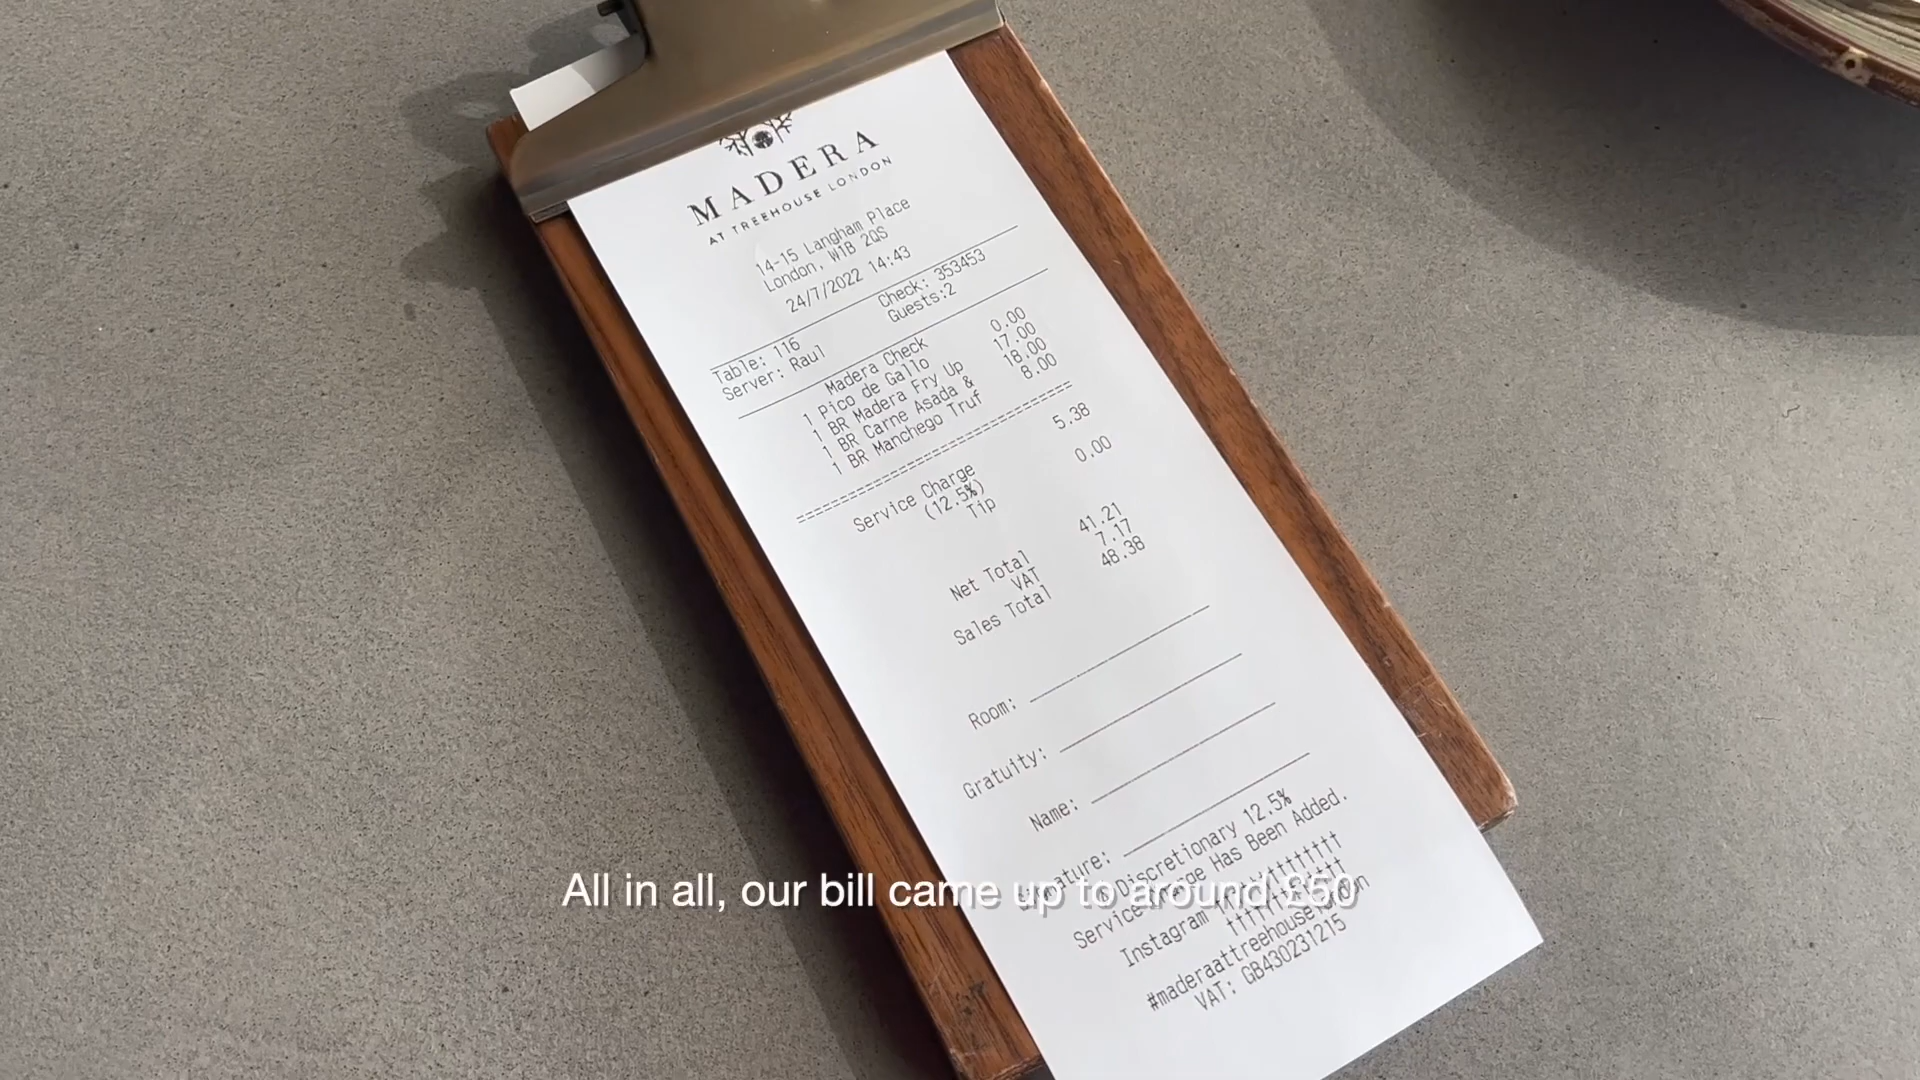 MADERA
AT TREEHOUSE LONDON
14-15 Langham Place
London, W1B 2QS
24/7/2022 14:43
Table: 116 Check: 353453
Server: Raul Guests:2
Madera Check
1 Pico de Gallo 0.00
1 BR Madera Fry Up 17.00
1 BR Carne Asada & 18.00
1 BR Manchego Truf 8.00
Service Charge 5.38
(12.5%)
Tip 0.00
Net Total 41.21
VAT 7.17
Sales Total 48.38
Room:
Gratuity:
Name:
Discretionary 12.5%
Service Charge Has Been Added.
Instagram
#maderaattreehouselondon
VAT: GB430231215
All in all, our bill came up to around £50